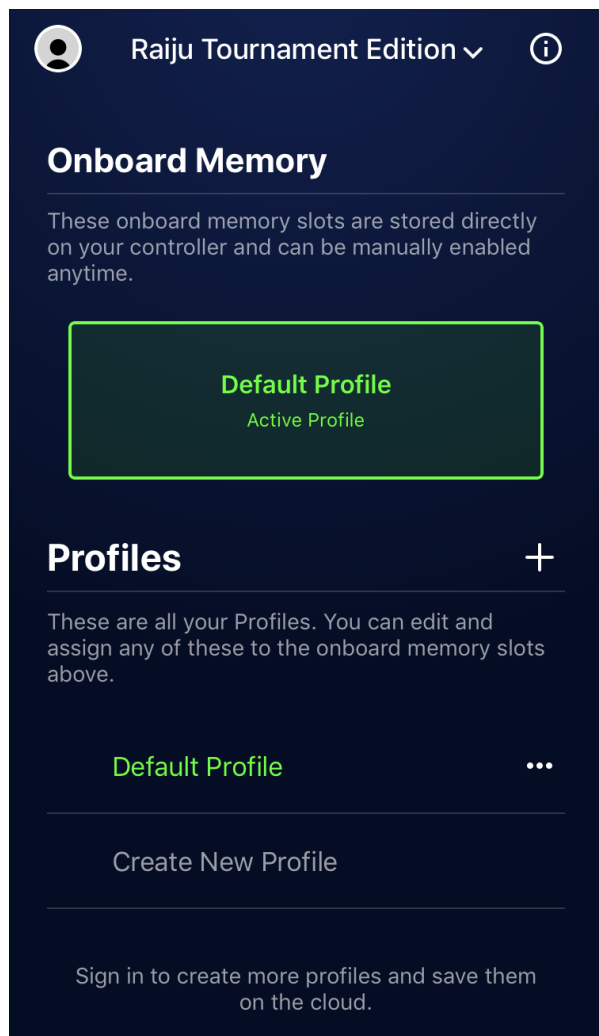 Raiju Tournament Edition
Onboard Memory
These onboard memory slots are stored directly
on your controller and can be manually enabled
anytime.
Default Profile
Active Profile
Profiles
These are all your Profiles. You can edit and
assign any of these to the onboard memory slots
above.
Default Profile
Create New Profile
Sign in to create more profiles and save them
on the cloud.